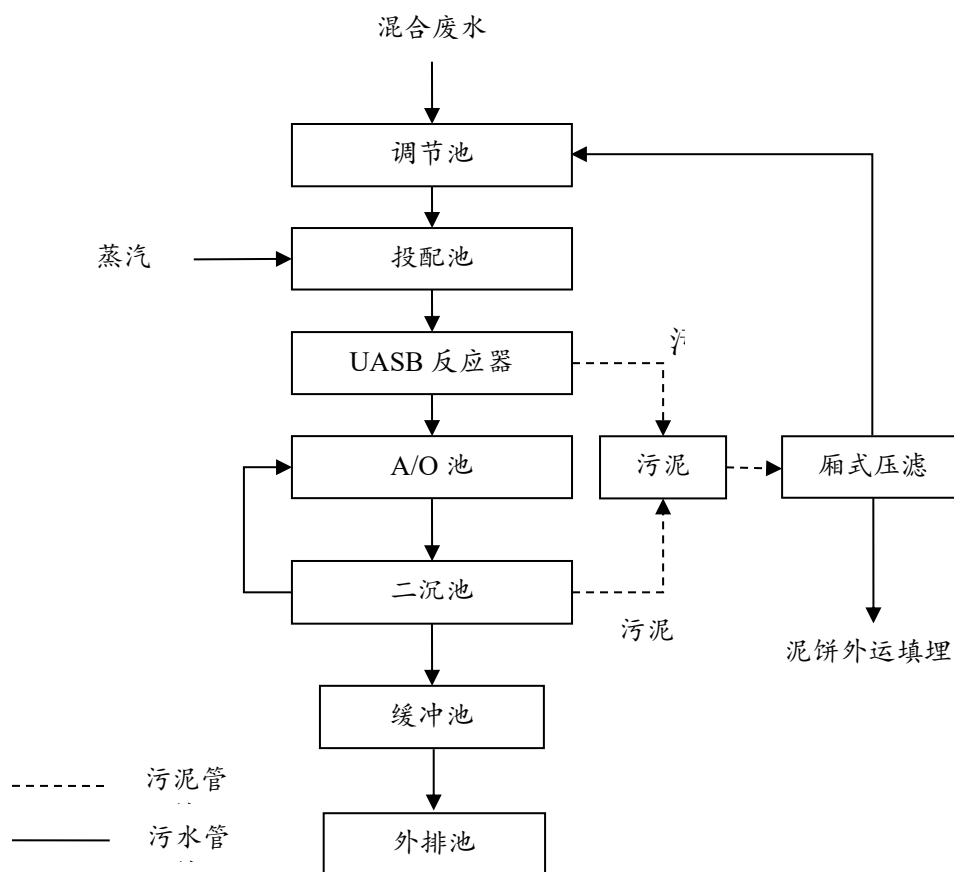 混合废水
调节池
蒸汽
投配池
UASB 反应器
A/O 池
污泥
厢式压滤
二沉池
污泥
泥饼外运填埋
缓冲池
污泥管
污水管
外排池